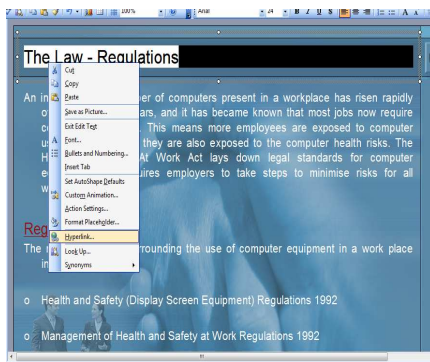 100% Arial 24 B I U S A
The Law - Regulations
Cut
Copy
Paste
Save as Picture...
Exit Edit Text
Font...
Bullets and Numbering...
Insert Tab
Set AutoShape Defaults
Custom Animation...
Action Settings...
Format Placeholder...
Hyperlink...
Look Up...
Synonyms
An in er of computers present in a workplace has risen rapidly
o ars, and it has became known that most jobs now require
c . This means more employees are exposed to computer
u they are also exposed to the computer health risks. The
H At Work Act lays down legal standards for computer
e uires employers to take steps to minimise risks for all
w
Reg
The r rrounding the use of computer equipment in a work place
in
o Health and Safety (Display Screen Equipment) Regulations 1992
o Management of Health and Safety at Work Regulations 1992